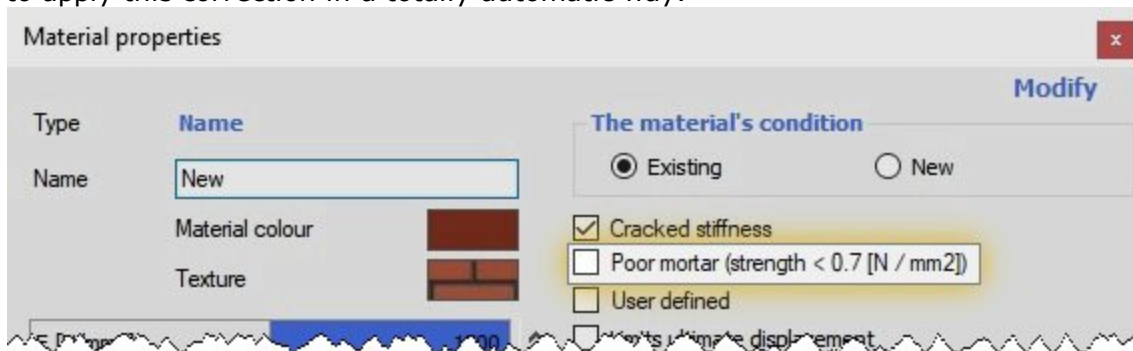 to apply this correction in a totally automatic way.
Material properties
x
Modify
Type Name The material's condition
Name New Existing New
Material colour Cracked stiffness
Poor mortar (strength < 0.7 [N / mm2])
Texture
User defined